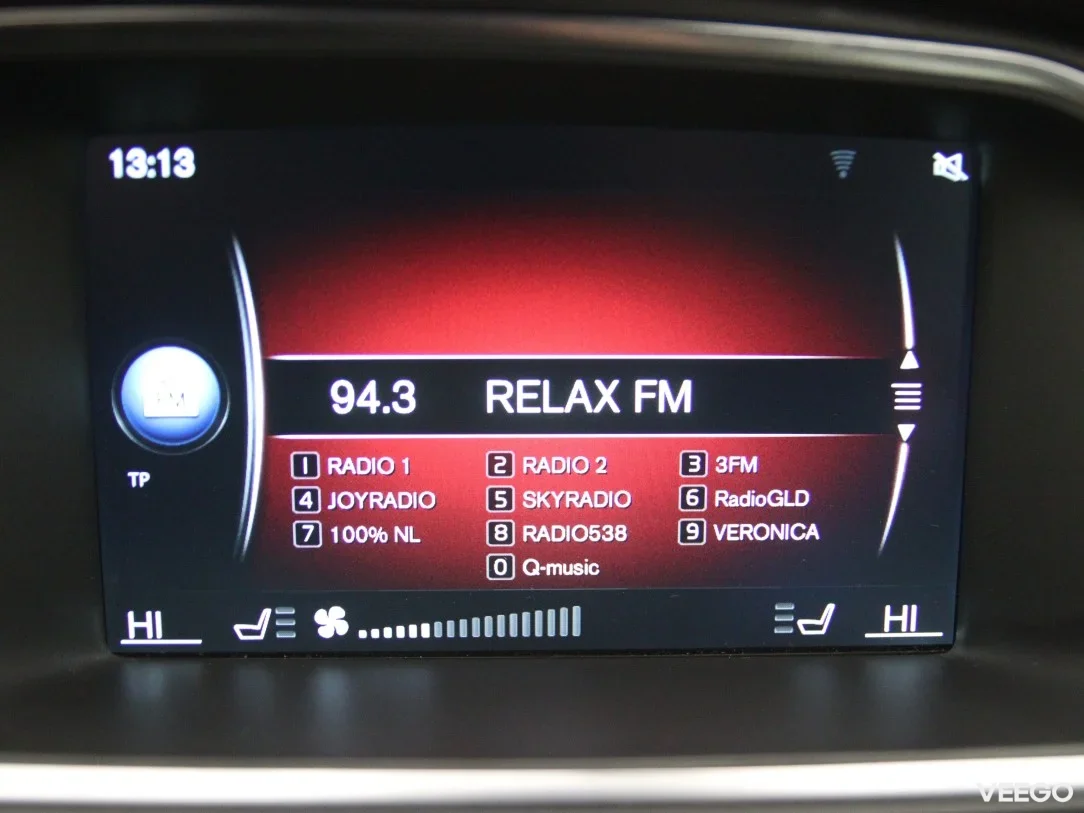 13:13
FM
94.3 RELAX FM
TP
1 RADIO 1 2 RADIO 2 3 3FM
4 JOYRADIO 5 SKYRADIO 6 RadioGLD
7 100% NL 8 RADIO538 9 VERONICA
0 Q-music
HI HI
VEEGO